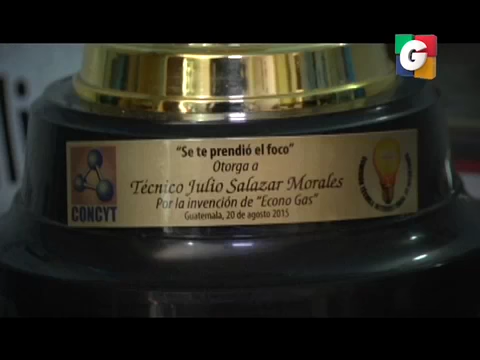 G
"Se te prendió el foco"
Otorga a
Técnico Julio Salazar Morales
Por la invención de "Econo Gas"
Guatemala, 20 de agosto 2015
CONCYT